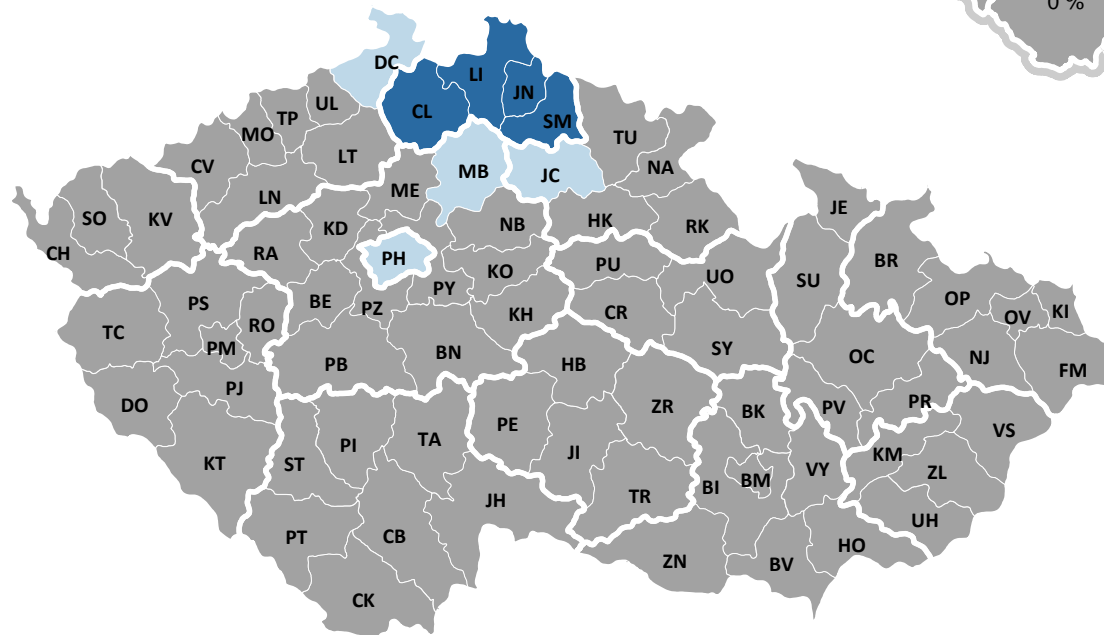 0 %
DC
LI
JN
CL
SM
UL
TP
MO
LT
CV
LN
TU
NA
MB
JC
ME
SO
KV
CH
KD
RA
NB
HK
RK
JE
PH
KO
PY
PZ
BE
KH
PU
CR
UO
SU
BR
OP
OV
KI
PS
RO
TC
PM
PJ
PB
BN
SY
HB
OC
NJ
FM
DO
KT
ST
PI
TA
PE
ZR
BK
PV
PR
VS
JI
TR
BI
BM
VY
KM
ZL
UH
JH
PT
CB
CK
ZN
BV
HO